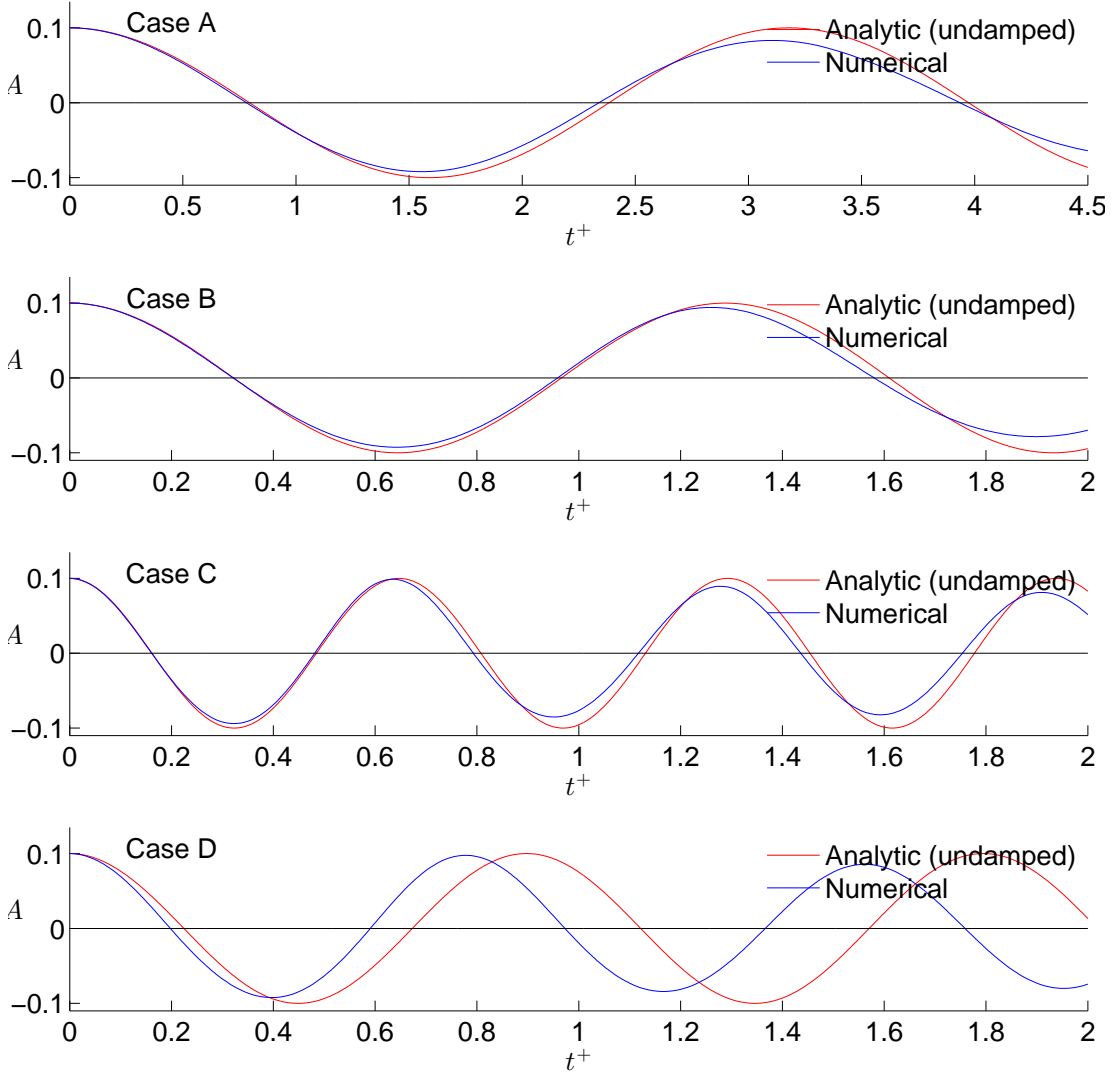 Case A
Analytic (undamped)
Numerical
A
0.1
0
−0.1
0 0.5 1 1.5 2 2.5 3 3.5 4 4.5
t+
Case B
Analytic (undamped)
Numerical
A
0.1
0
−0.1
0 0.2 0.4 0.6 0.8 1 1.2 1.4 1.6 1.8 2
t+
Case C
Analytic (undamped)
Numerical
A
0.1
0
−0.1
0 0.2 0.4 0.6 0.8 1 1.2 1.4 1.6 1.8 2
t+
Case D
Analytic (undamped)
Numerical
A
0.1
0
−0.1
0 0.2 0.4 0.6 0.8 1 1.2 1.4 1.6 1.8 2
t+